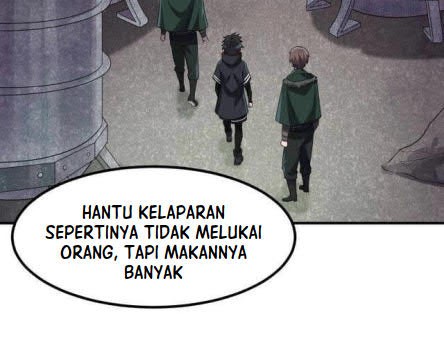 HANTU KELAPARAN
SEPERTINYA TIDAK MELUKAI
ORANG, TAPI MAKANNYA
BANYAK